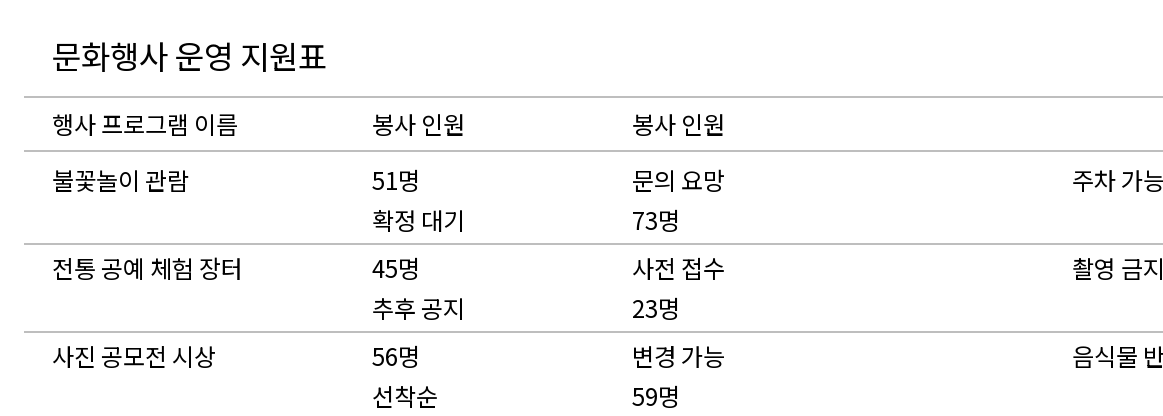 문화행사 운영 지원표
행사 프로그램 이름 봉사 인원 봉사 인원
불꽃놀이 관람 51명 문의 요망 주차 가능
확정 대기 73명
전통 공예 체험 장터 45명 사전 접수 촬영 금지
추후 공지 23명
사진 공모전 시상 56명 변경 가능 음식물
선착순 59명